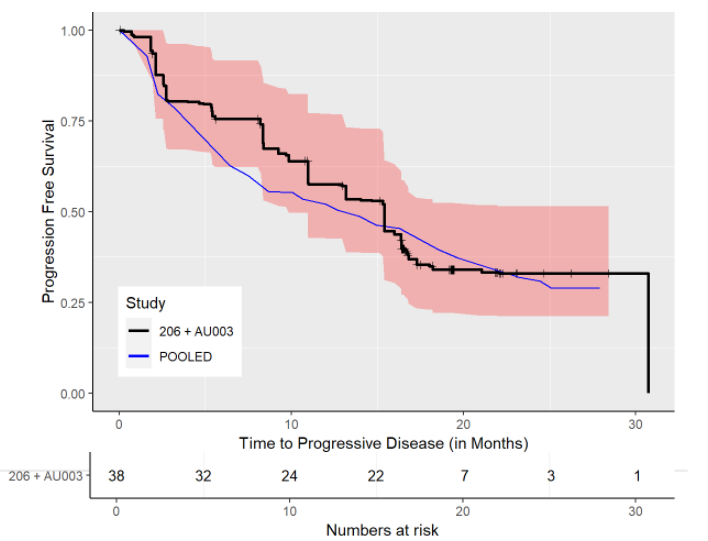 1.00
0.75
0.50
0.25
0.00
Progression Free Survival
Study
206 + AU003
POOLED
0 10 20 30
Time to Progressive Disease (in Months)
206 + AU003 38 32 24 22 7 3 1
0 10 20 30
Numbers at risk